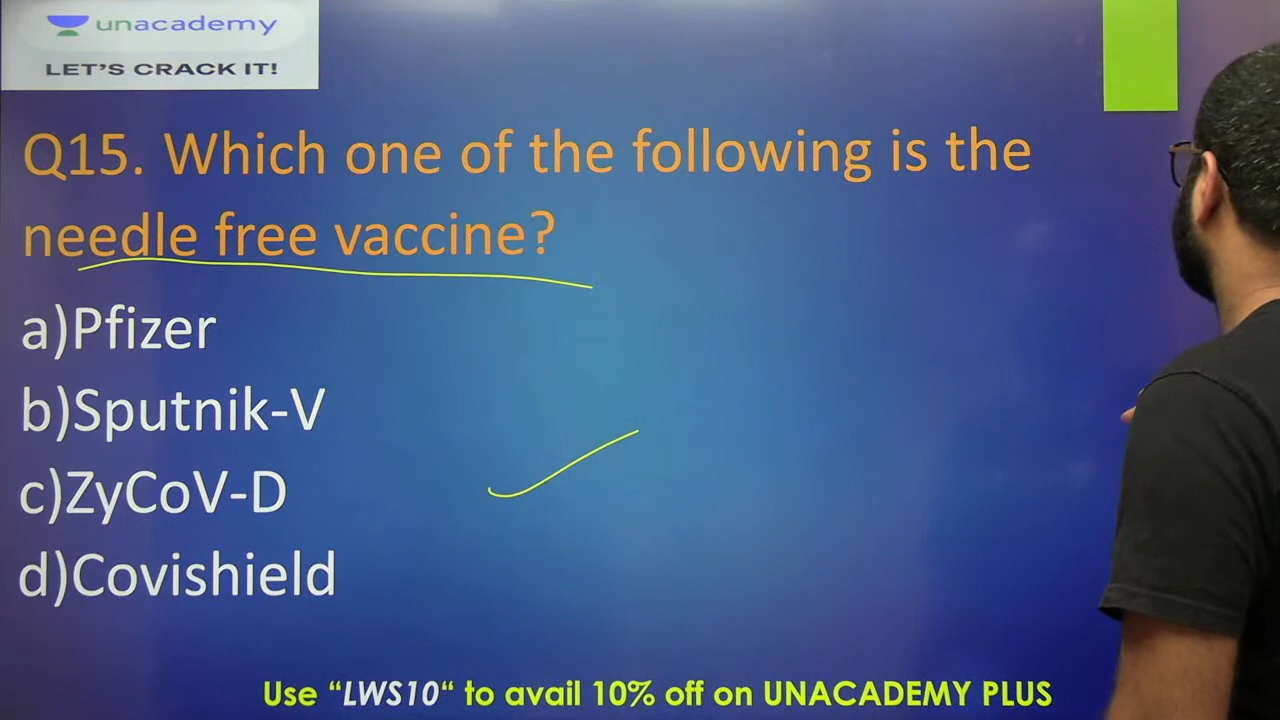 unacademy
LET'S CRACK IT!
Q15. Which one of the following is the
needle free vaccine?
a)Pfizer
b)Sputnik-V
c)ZyCoV-D
d)Covishield
Use “LWS10“ to avail 10% off on UNACADEMY PLUS